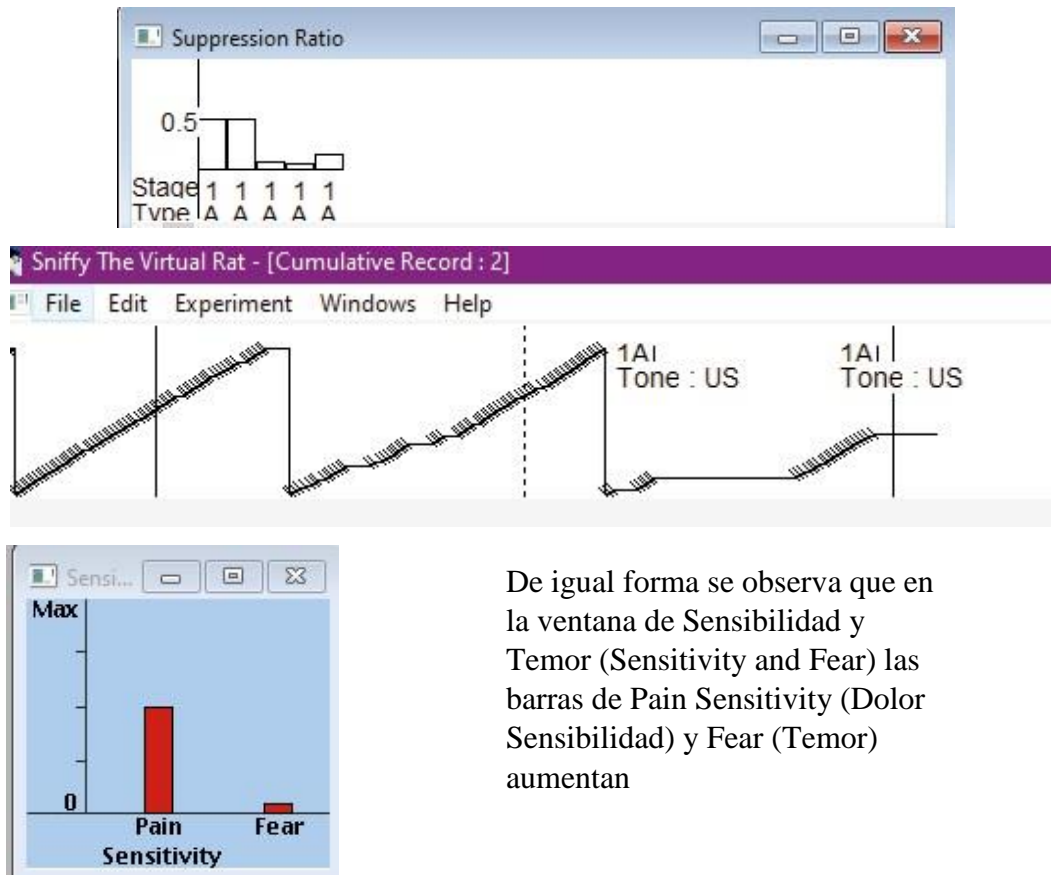 Suppression Ratio
0.5
Stage 1 1 1 1 1
Type A A A A A
Sniffy The Virtual Rat - [Cumulative Record : 2]
File Edit Experiment Windows Help
1A 1A
Tone : US Tone : US
Sensi...
Max
0
Pain Fear
Sensitivity
De igual forma se observa que en
la ventana de Sensibilidad y
Temor (Sensitivity and Fear) las
barras de Pain Sensitivity (Dolor
Sensibilidad) y Fear (Temor)
aumentan